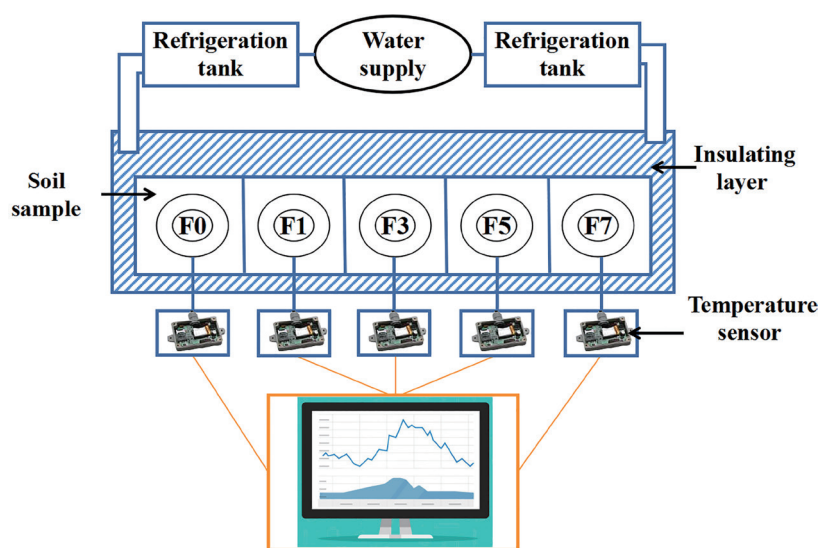 Refrigeration
tank
Water
supply
Refrigeration
tank
Insulating
layer
Soil
sample
F0
F1
F3
F5
F7
Temperature
sensor